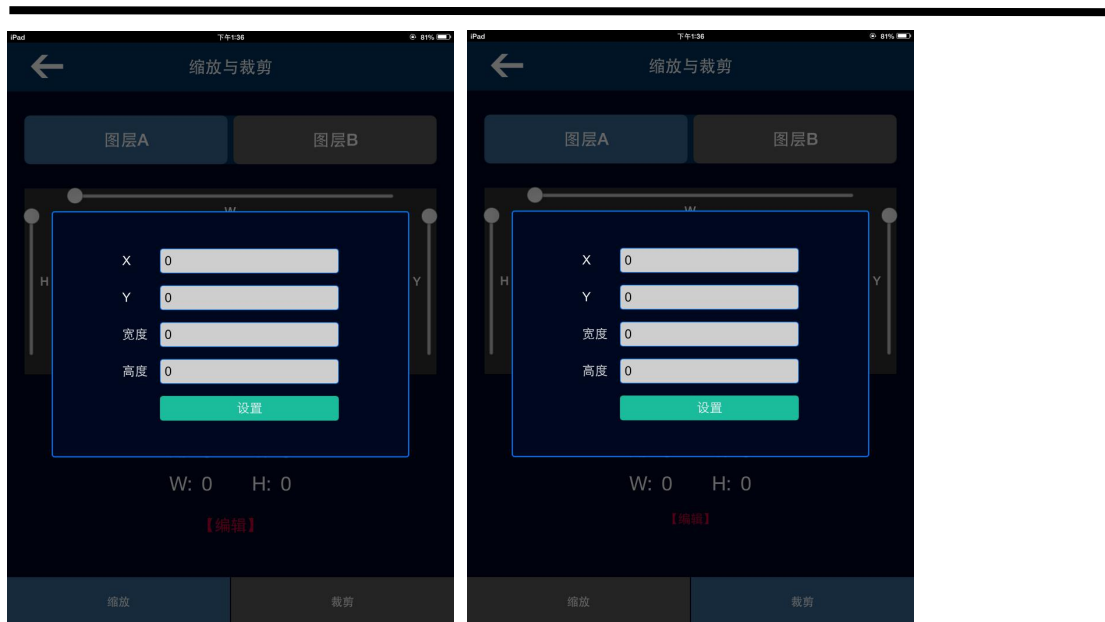 iPad 下午1:36 81%
缩放与裁剪
图层A 图层B
W
H Y
X 0
Y 0
宽度 0
高度 0
设置
W: 0 H: 0
【编辑】
缩放 裁剪
iPad 下午1:36 81%
缩放与裁剪
图层A 图层B
W
H Y
X 0
Y 0
宽度 0
高度 0
设置
W: 0 H: 0
【编辑】
缩放 裁剪